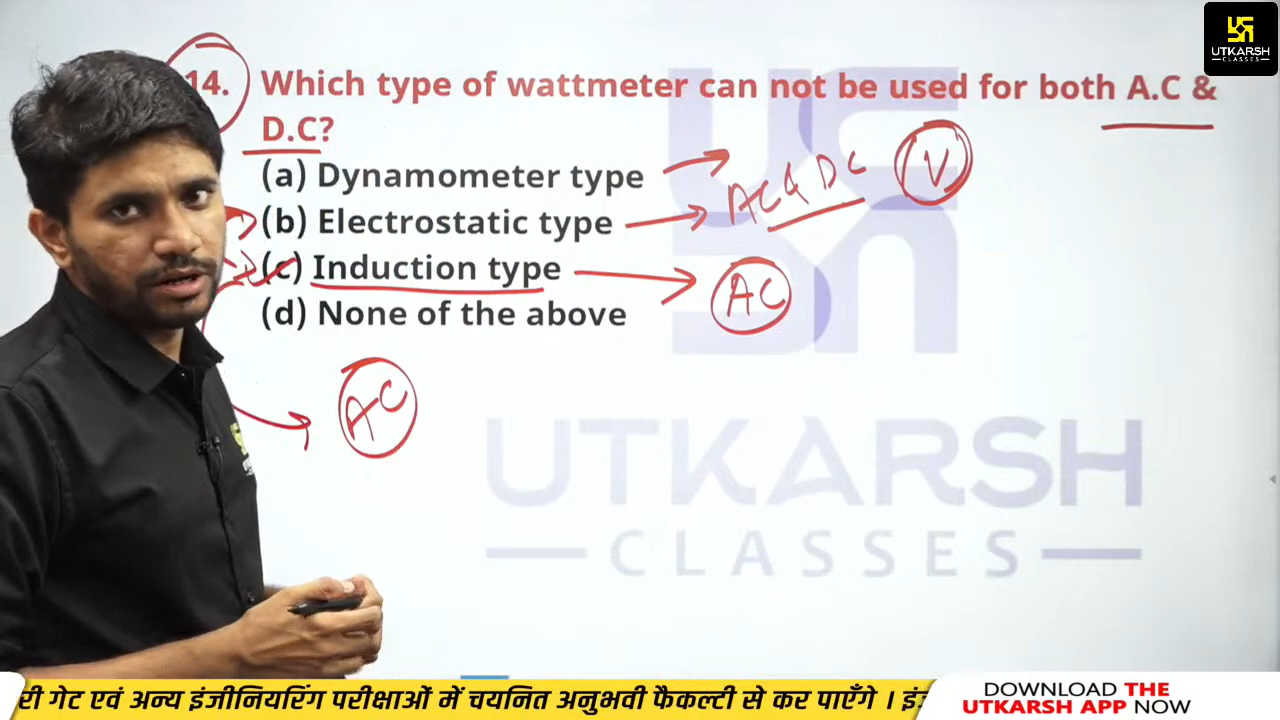 UTKARSH
CLASSES
14. Which type of wattmeter can not be used for both A.C &
D.C?
(a) Dynamometer type
AC & DC
V
(b) Electrostatic type
(c) Induction type
AC
(d) None of the above
AC
UTKARSH
CLASSES
री गेट एवं अन्य इंजीनियरिंग परीक्षाओं में चयनित अनुभवी फैकल्टी से कर पाएँगे ।
DOWNLOAD THE
UTKARSH APP NOW